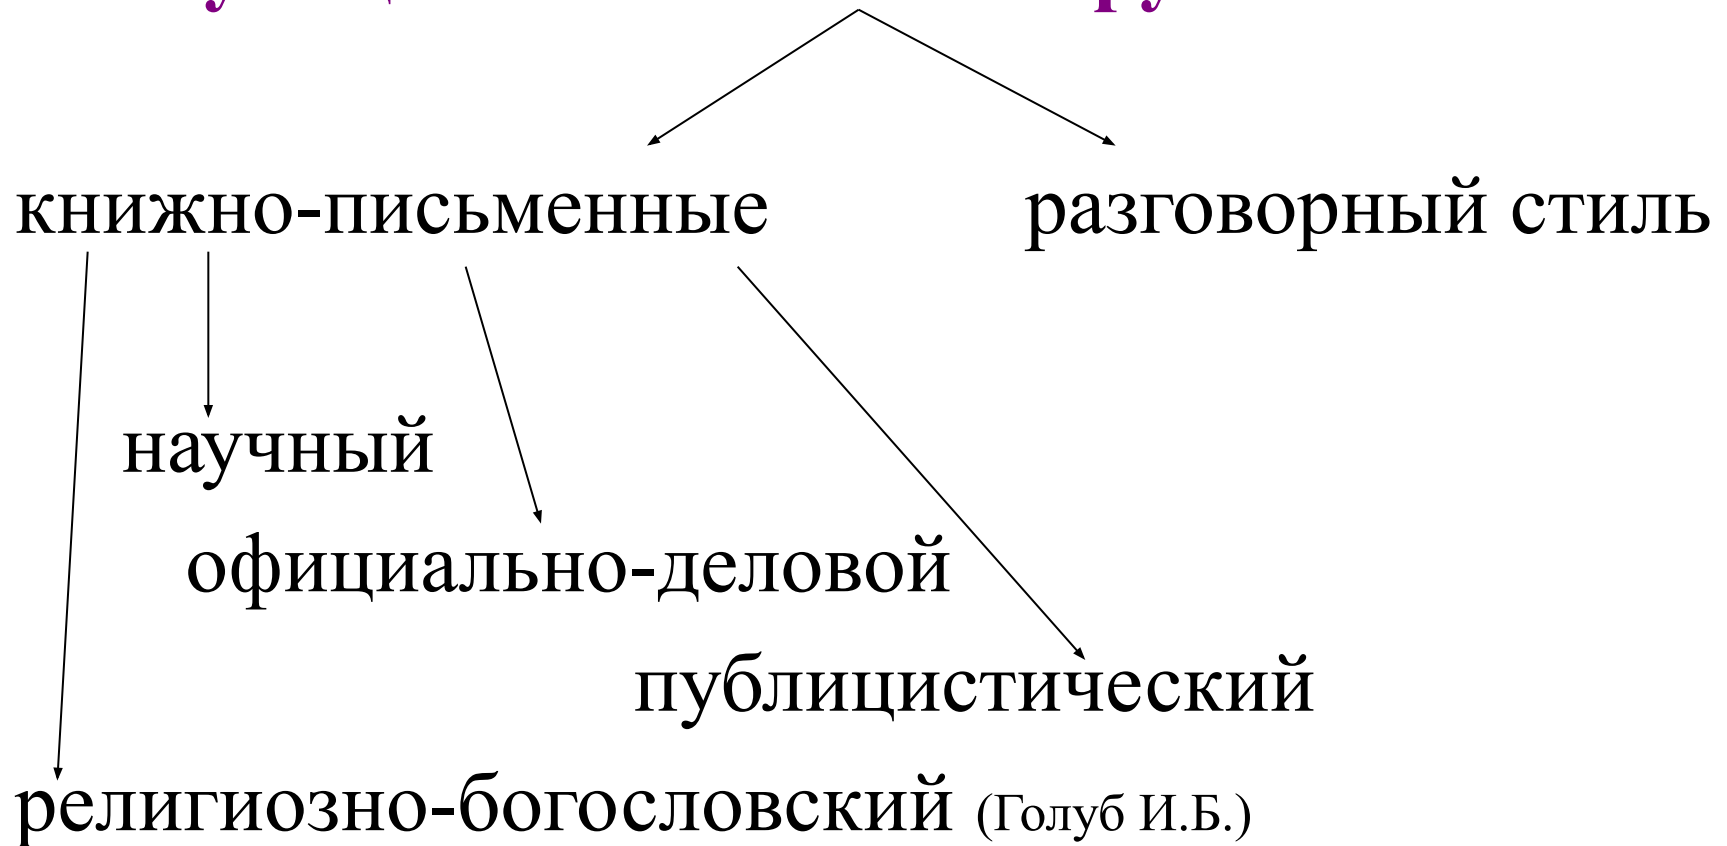 книжно-письменные разговорный стиль
научный
официально-деловой
публицистический
религиозно-богословский (Голуб И.Б.)